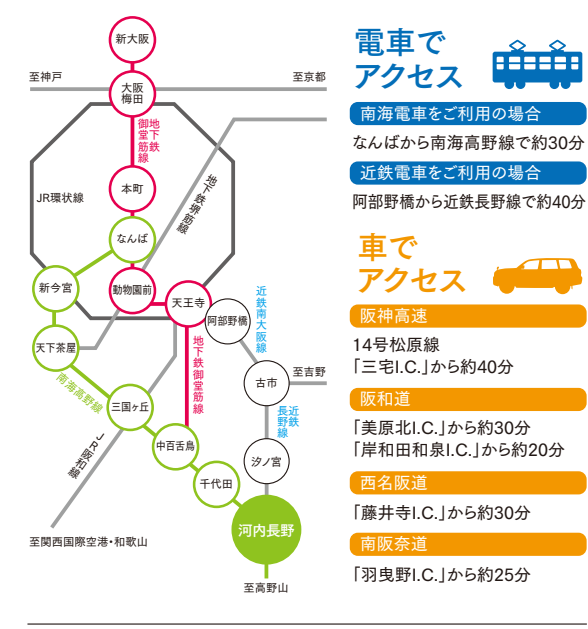 新大阪
至神戸
大阪
梅田
至京都
地下鉄
御堂筋線
本町
JR環状線
地下鉄堺筋線
なんば
新今宮
動物園前
天王寺
阿部野橋
近鉄南大阪線
天下茶屋
地下鉄御堂筋線
古市
至吉野
南海高野線
三国ヶ丘
近鉄
長野線
中百舌鳥
汐ノ宮
JR阪和線
千代田
河内長野
至関西国際空港・和歌山
至高野山
電車で
アクセス
南海電車をご利用の場合
なんばから南海高野線で約30分
近鉄電車をご利用の場合
阿部野橋から近鉄長野線で約40分
車で
アクセス
阪神高速
14号松原線
「三宅I.C.」から約40分
阪和道
「美原北I.C.」から約30分
「岸和田和泉I.C.」から約20分
西名阪道
「藤井寺I.C.」から約30分
南阪奈道
「羽曳野I.C.」から約25分